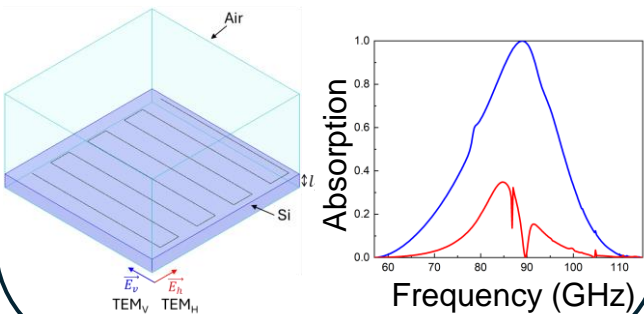 Air
l
Si
E_v E_h
TEM_V TEM_H
Absorption
1.0
0.8
0.6
0.4
0.2
0.0
60 70 80 90 100 110
Frequency (GHz)